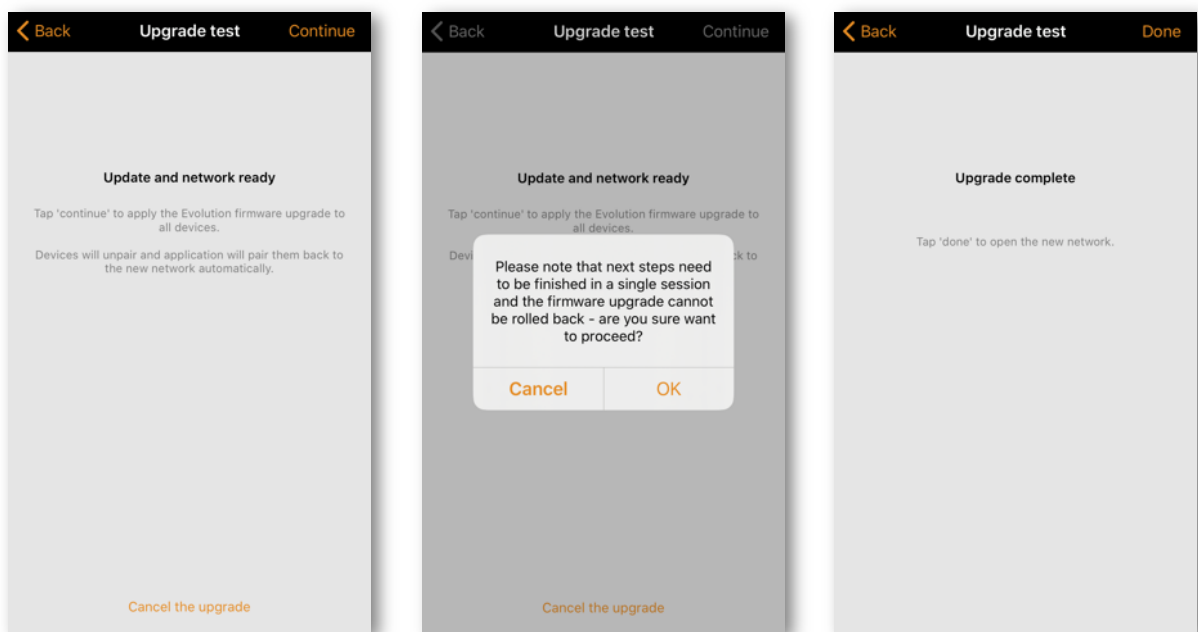 Back Upgrade test Continue
Update and network ready
Tap 'continue' to apply the Evolution firmware upgrade to
all devices.
Devices will unpair and application will pair them back to
the new network automatically.
Cancel the upgrade
Back Upgrade test Continue
Update and network ready
Tap 'continue' to apply the Evolution firmware upgrade to
all devices.
Devi ck to
Please note that next steps need
to be finished in a single session
and the firmware upgrade cannot
be rolled back - are you sure want
to proceed?
Cancel OK
Cancel the upgrade
Back Upgrade test Done
Upgrade complete
Tap 'done' to open the new network.